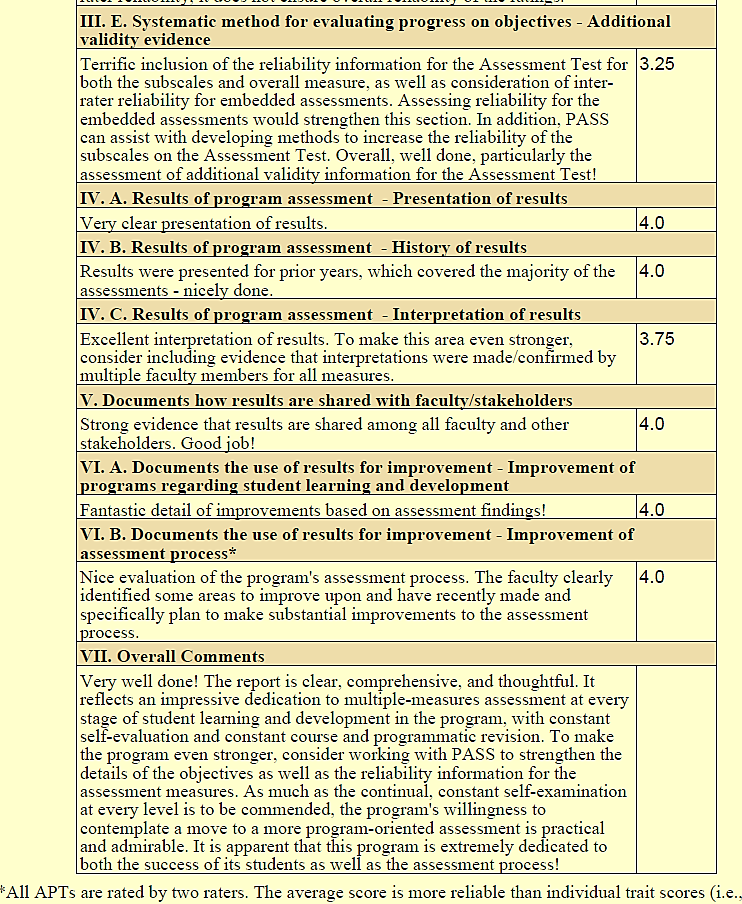 rater reliability, it does not ensure overall reliability of the ratings.
III. E. Systematic method for evaluating progress on objectives - Additional
validity evidence
Terrific inclusion of the reliability information for the Assessment Test for 3.25
both the subscales and overall measure, as well as consideration of inter-
rater reliability for embedded assessments. Assessing reliability for the
embedded assessments would strengthen this section. In addition, PASS
can assist with developing methods to increase the reliability of the
subscales on the Assessment Test. Overall, well done, particularly the
assessment of additional validity information for the Assessment Test!
IV. A. Results of program assessment - Presentation of results
Very clear presentation of results. 4.0
IV. B. Results of program assessment - History of results
Results were presented for prior years, which covered the majority of the 4.0
assessments - nicely done.
IV. C. Results of program assessment - Interpretation of results
Excellent interpretation of results. To make this area even stronger, 3.75
consider including evidence that interpretations were made/confirmed by
multiple faculty members for all measures.
V. Documents how results are shared with faculty/stakeholders
Strong evidence that results are shared among all faculty and other 4.0
stakeholders. Good job!
VI. A. Documents the use of results for improvement - Improvement of
programs regarding student learning and development
Fantastic detail of improvements based on assessment findings! 4.0
VI. B. Documents the use of results for improvement - Improvement of
assessment process*
Nice evaluation of the program's assessment process. The faculty clearly 4.0
identified some areas to improve upon and have recently made and
specifically plan to make substantial improvements to the assessment
process.
VII. Overall Comments
Very well done! The report is clear, comprehensive, and thoughtful. It
reflects an impressive dedication to multiple-measures assessment at every
stage of student learning and development in the program, with constant
self-evaluation and constant course and programmatic revision. To make
the program even stronger, consider working with PASS to strengthen the
details of the objectives as well as the reliability information for the
assessment measures. As much as the continual, constant self-examination
at every level is to be commended, the program's willingness to
contemplate a move to a more program-oriented assessment is practical
and admirable. It is apparent that this program is extremely dedicated to
both the success of its students as well as the assessment process!
*All APTs are rated by two raters. The average score is more reliable than individual trait scores (i.e.,